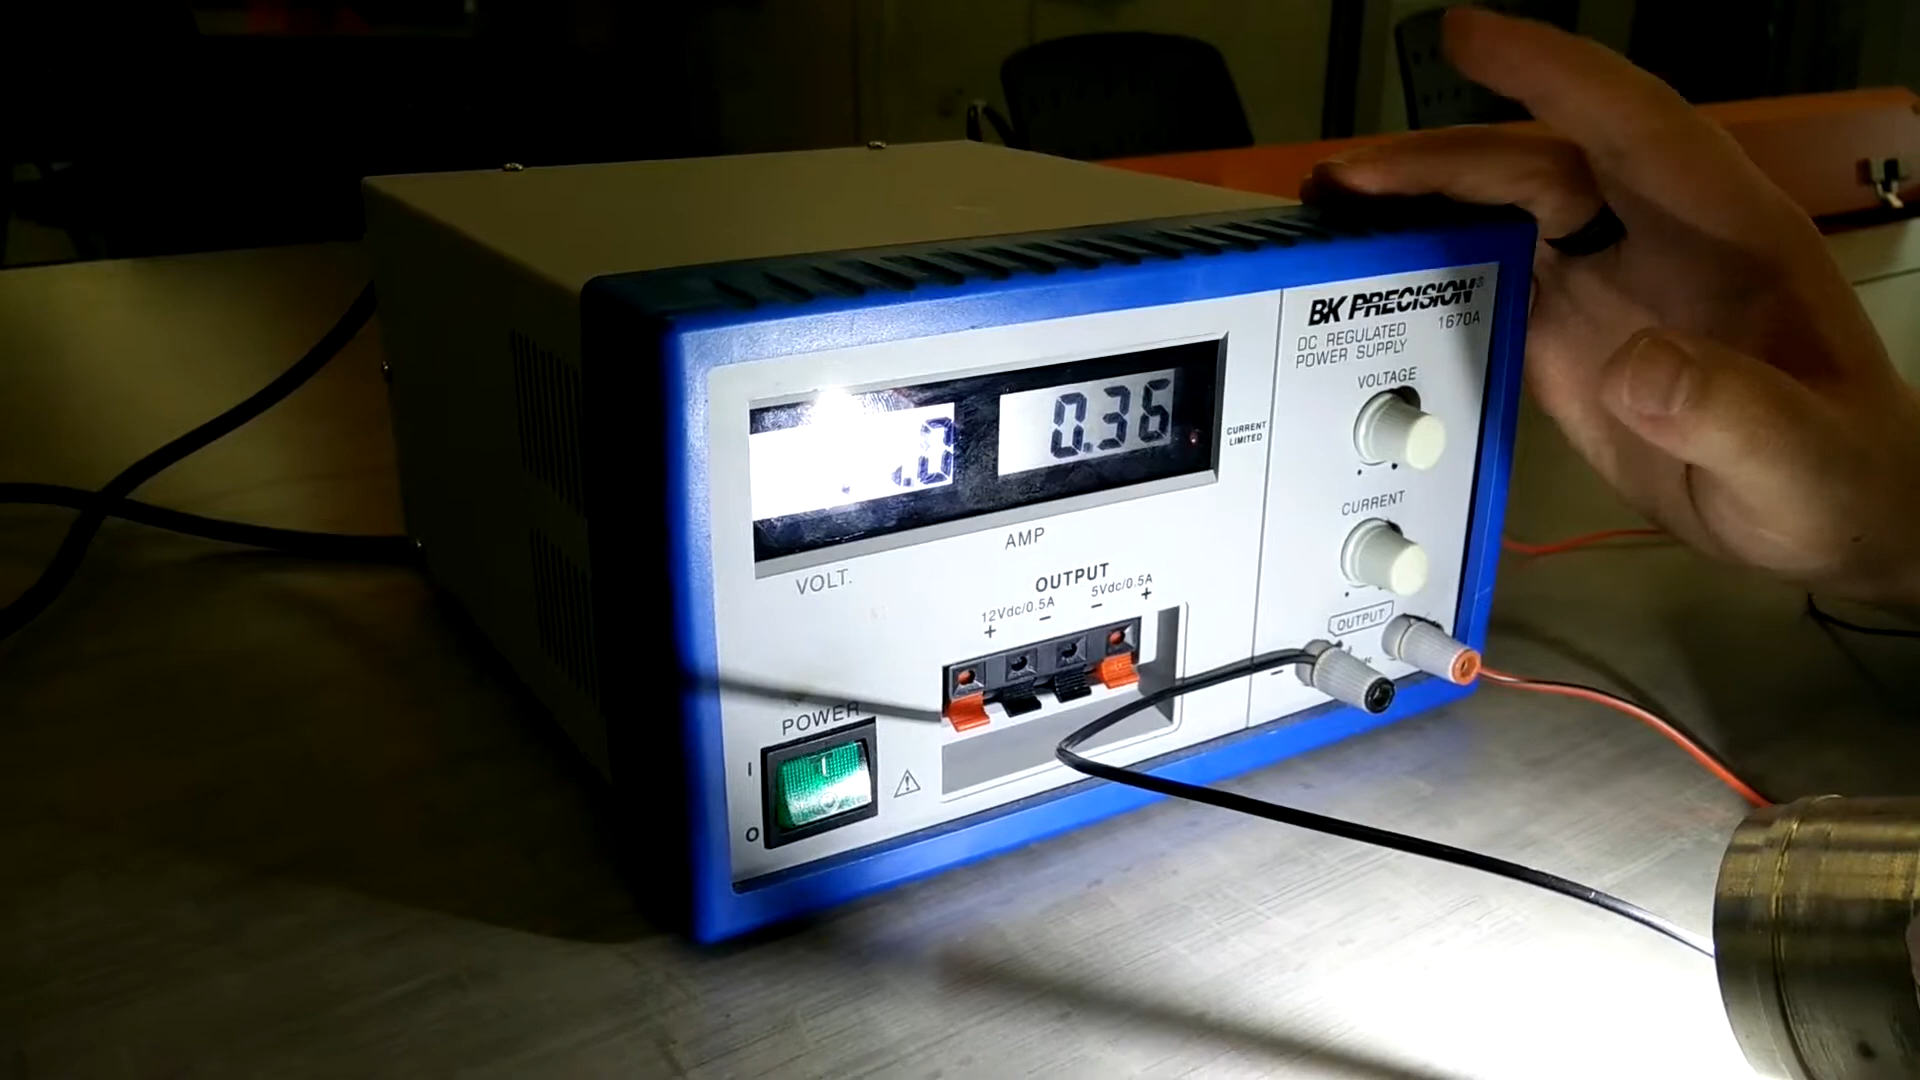 BK PRECISION®
1670A
DC REGULATED
POWER SUPPLY
VOLTAGE
0.36
CURRENT
LIMITED
AMP
VOLT.
CURRENT
OUTPUT
12Vdc/0.5A
5Vdc/0.5A
+ − − +
OUTPUT
−
POWER
I
O